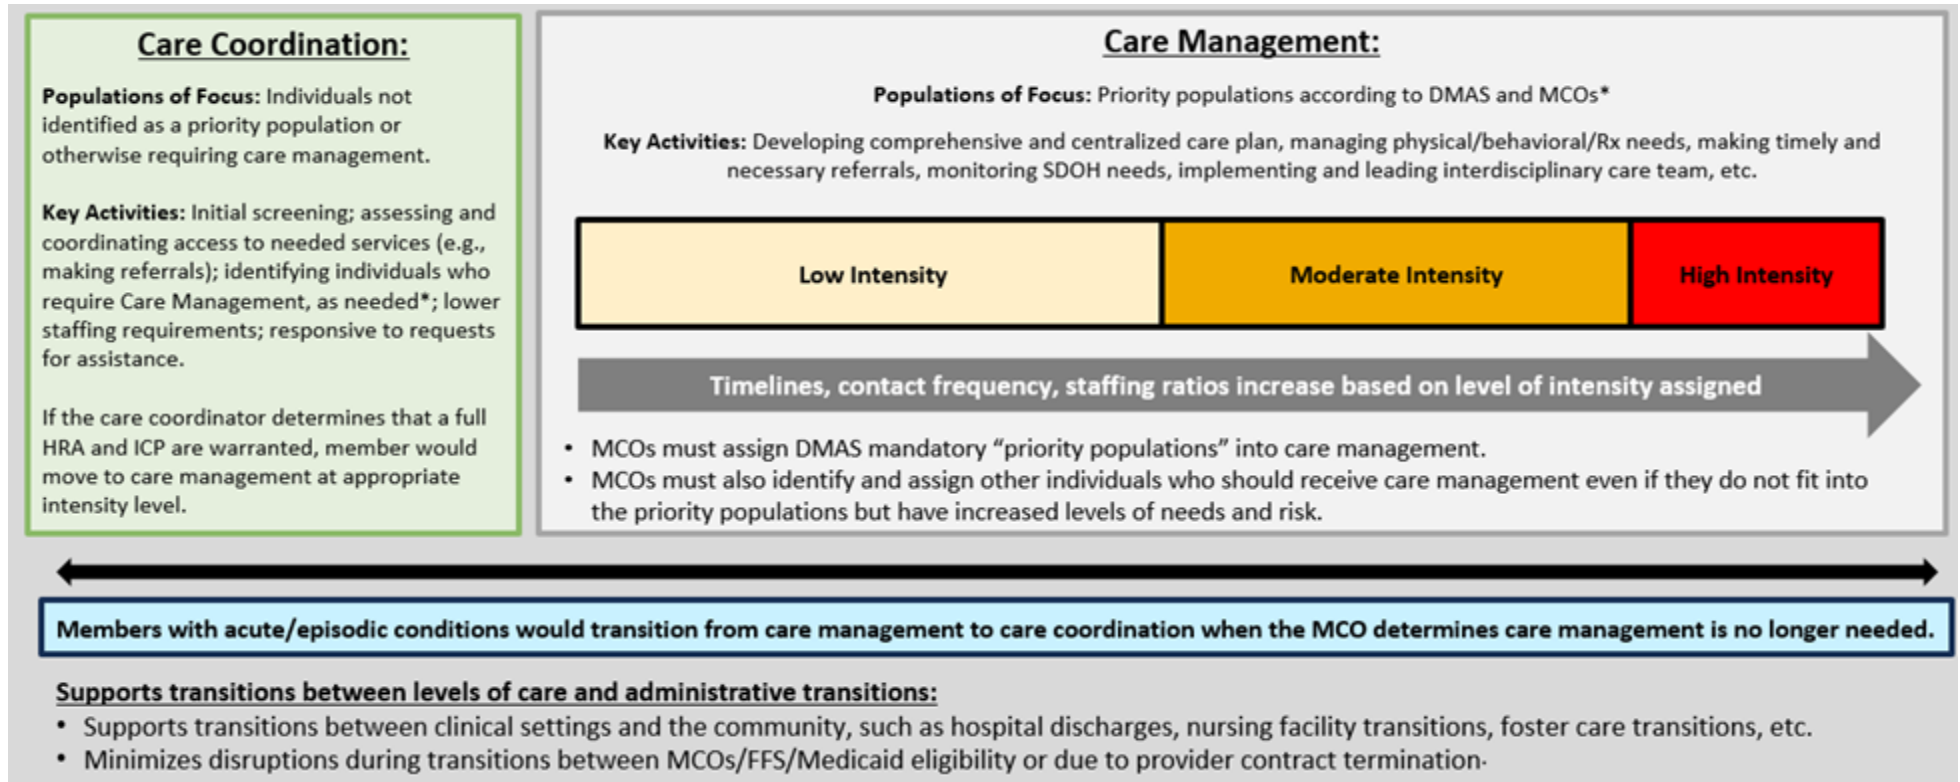 Care Coordination:
Populations of Focus: Individuals not
identified as a priority population or
otherwise requiring care management.
Key Activities: Initial screening; assessing and
coordinating access to needed services (e.g.,
making referrals); identifying individuals who
require Care Management, as needed*; lower
staffing requirements; responsive to requests
for assistance.
If the care coordinator determines that a full
HRA and ICP are warranted, member would
move to care management at appropriate
intensity level.
Care Management:
Populations of Focus: Priority populations according to DMAS and MCOs*
Key Activities: Developing comprehensive and centralized care plan, managing physical/behavioral/Rx needs, making timely and
necessary referrals, monitoring SDOH needs, implementing and leading interdisciplinary care team, etc.
Low Intensity
Moderate Intensity
High Intensity
Timelines, contact frequency, staffing ratios increase based on level of intensity assigned
• MCOs must assign DMAS mandatory “priority populations” into care management.
• MCOs must also identify and assign other individuals who should receive care management even if they do not fit into
the priority populations but have increased levels of needs and risk.
Members with acute/episodic conditions would transition from care management to care coordination when the MCO determines care management is no longer needed.
Supports transitions between levels of care and administrative transitions:
• Supports transitions between clinical settings and the community, such as hospital discharges, nursing facility transitions, foster care transitions, etc.
• Minimizes disruptions during transitions between MCOs/FFS/Medicaid eligibility or due to provider contract termination.